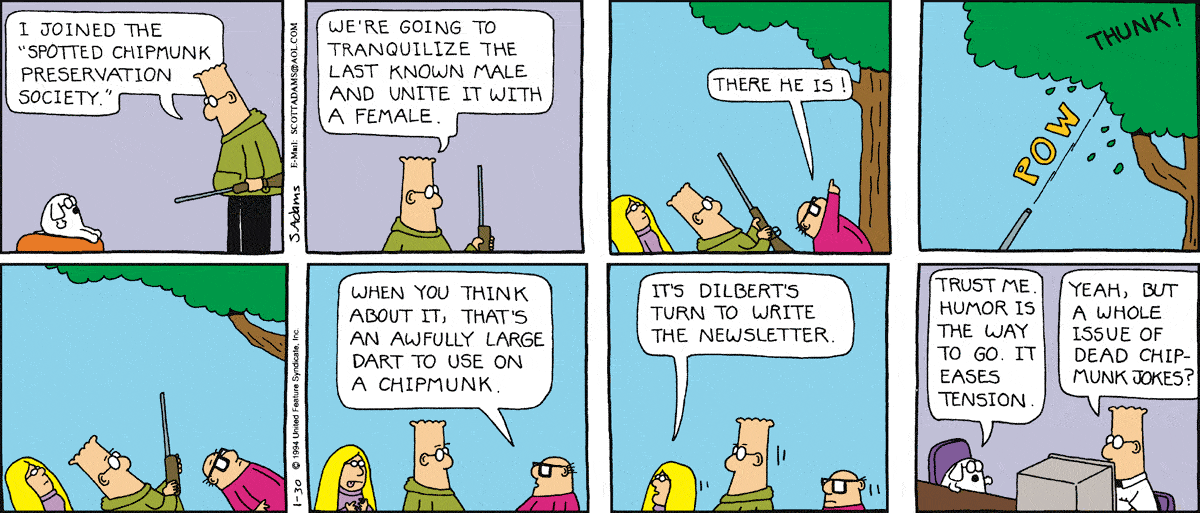 I JOINED THE
"SPOTTED CHIPMUNK
PRESERVATION
SOCIETY."
S.Adams E-Mail: SCOTTADAMS@AOL.COM
WE'RE GOING TO
TRANQUILIZE THE
LAST KNOWN MALE
AND UNITE IT WITH
A FEMALE.
THERE HE IS!
THUNK!
POW
1-30 © 1994 United Feature Syndicate, Inc.
WHEN YOU THINK
ABOUT IT, THAT'S
AN AWFULLY LARGE
DART TO USE ON
A CHIPMUNK.
IT'S DILBERT'S
TURN TO WRITE
THE NEWSLETTER.
TRUST ME.
HUMOR IS
THE WAY
TO GO. IT
EASES
TENSION.
YEAH, BUT
A WHOLE
ISSUE OF
DEAD CHIP-
MUNK JOKES?